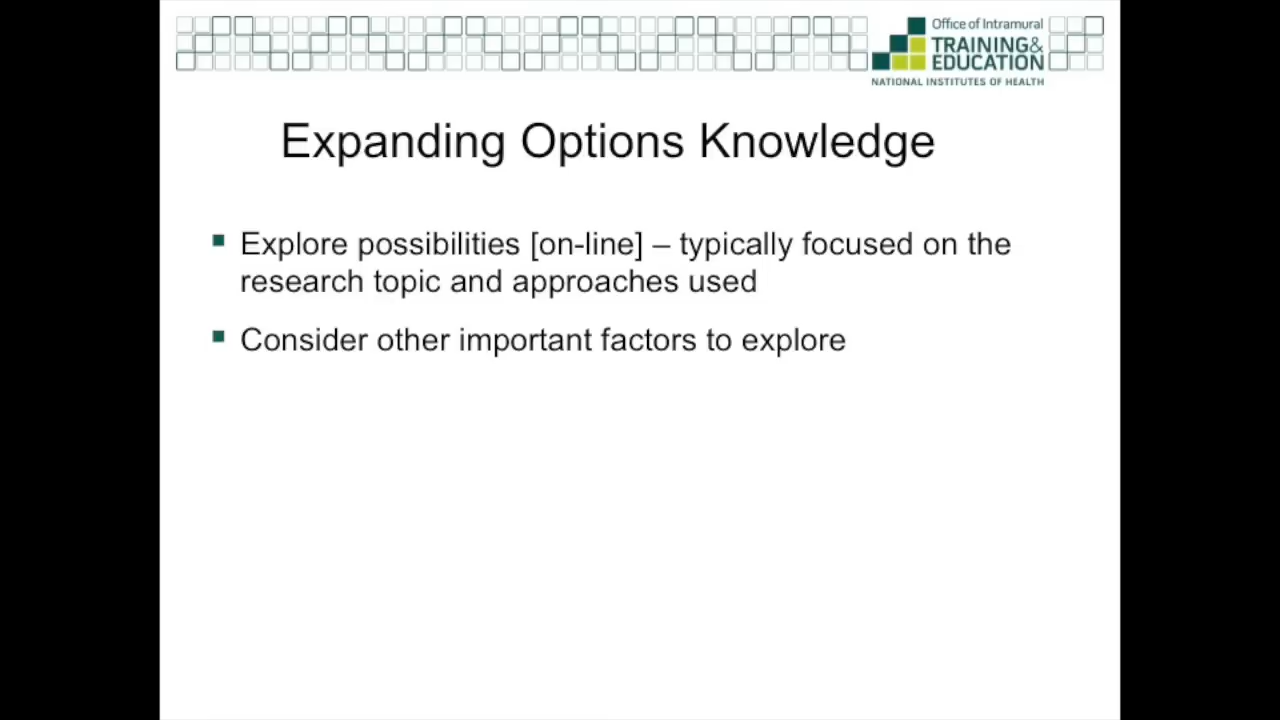 Office of Intramural
TRAINING&
EDUCATION
NATIONAL INSTITUTES OF HEALTH
Expanding Options Knowledge
Explore possibilities [on-line] – typically focused on the
research topic and approaches used
Consider other important factors to explore